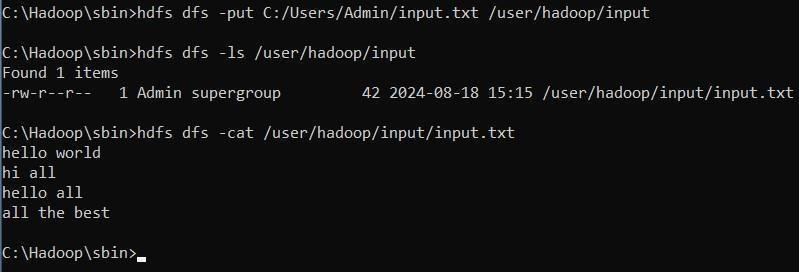 C:\Hadoop\sbin>hdfs dfs -put C:/Users/Admin/input.txt /user/hadoop/input
C:\Hadoop\sbin>hdfs dfs -ls /user/hadoop/input
Found 1 items
-rw-r--r--   1 Admin supergroup         42 2024-08-18 15:15 /user/hadoop/input/input.txt
C:\Hadoop\sbin>hdfs dfs -cat /user/hadoop/input/input.txt
hello world
hi all
hello all
all the best
C:\Hadoop\sbin>